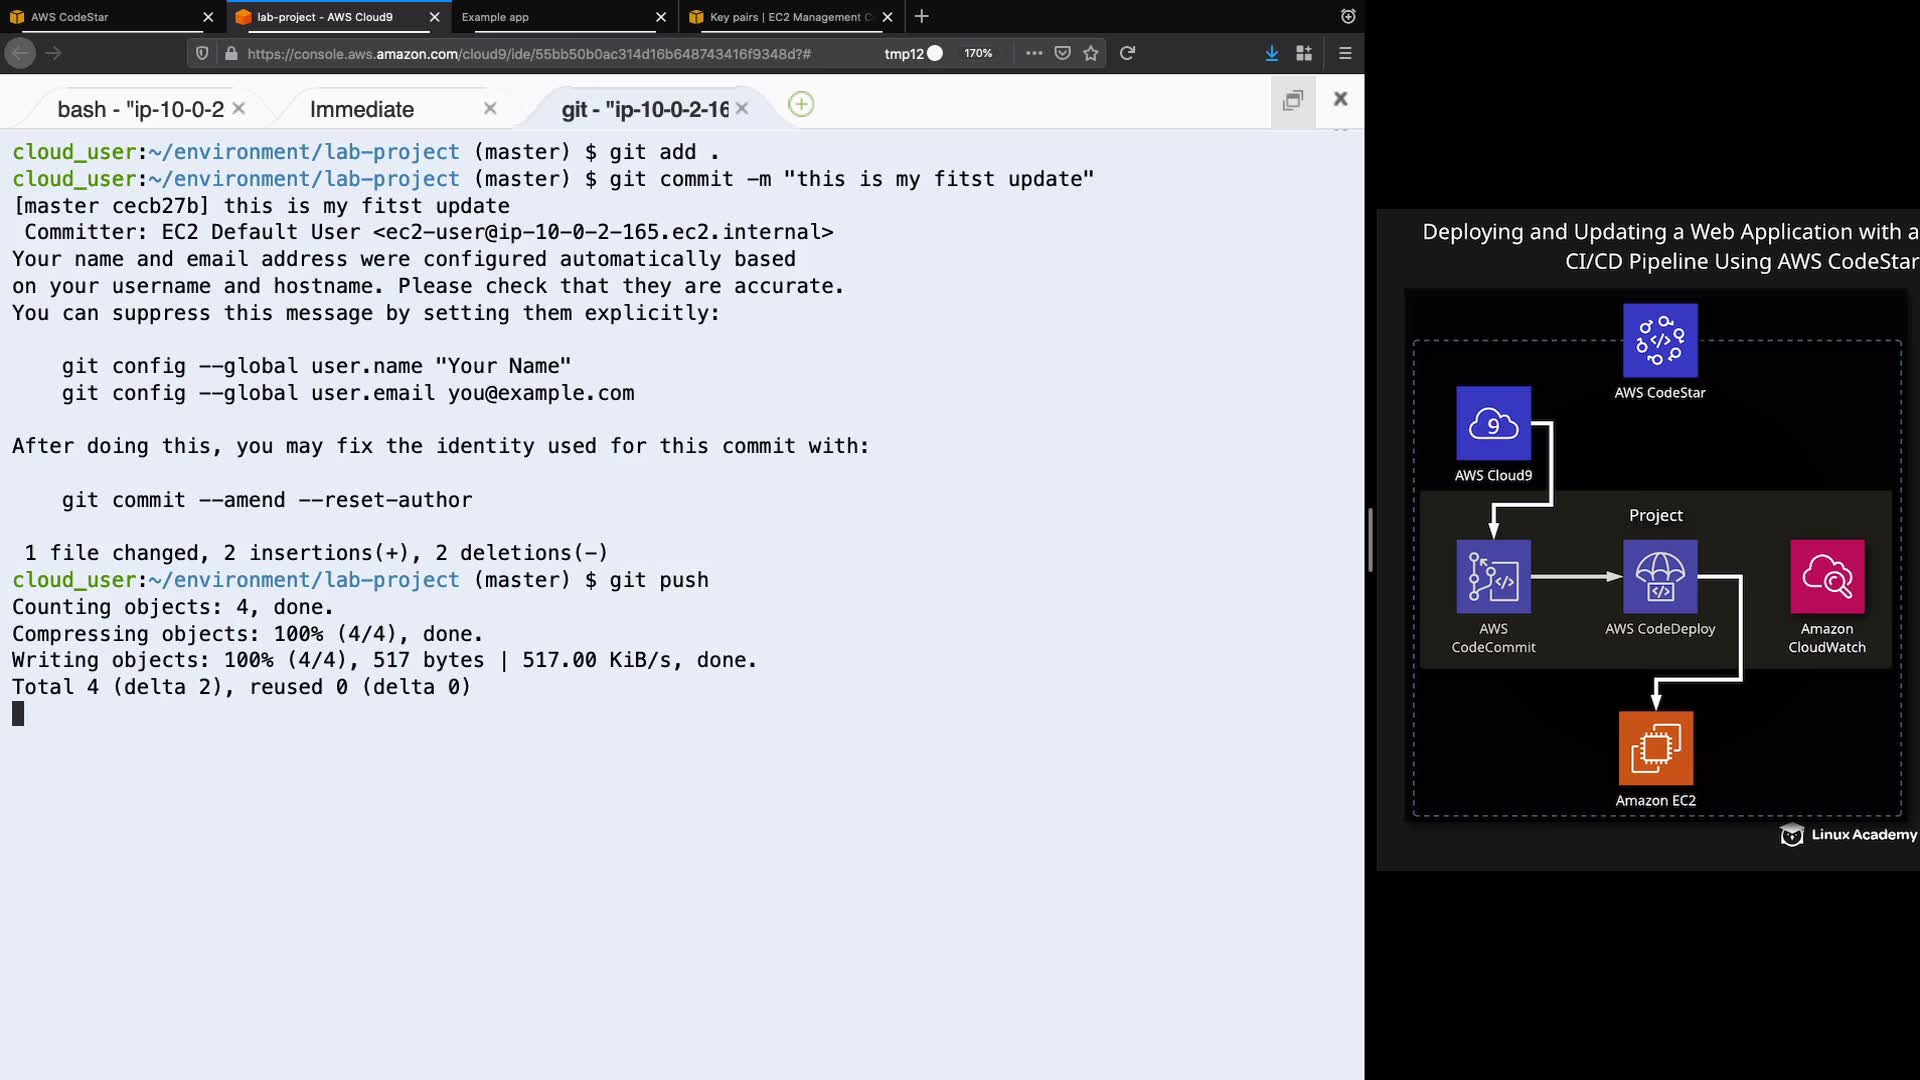 AWS CodeStar
lab-project - AWS Cloud9
Example app
Key pairs | EC2 Management C
https://console.aws.amazon.com/cloud9/ide/55bb50b0ac314d16b648743416f9348d?#
tmp12
170%
bash - "ip-10-0-2
Immediate
git - "ip-10-0-2-16
cloud_user:~/environment/lab-project (master) $ git add .
cloud_user:~/environment/lab-project (master) $ git commit -m "this is my fitst update"
[master cecb27b] this is my fitst update
Committer: EC2 Default User <ec2-user@ip-10-0-2-165.ec2.internal>
Your name and email address were configured automatically based
on your username and hostname. Please check that they are accurate.
You can suppress this message by setting them explicitly:
git config --global user.name "Your Name"
git config --global user.email you@example.com
After doing this, you may fix the identity used for this commit with:
git commit --amend --reset-author
1 file changed, 2 insertions(+), 2 deletions(-)
cloud_user:~/environment/lab-project (master) $ git push
Counting objects: 4, done.
Compressing objects: 100% (4/4), done.
Writing objects: 100% (4/4), 517 bytes | 517.00 KiB/s, done.
Total 4 (delta 2), reused 0 (delta 0)
Deploying and Updating a Web Application with a
CI/CD Pipeline Using AWS CodeStar
AWS CodeStar
9
AWS Cloud9
Project
AWS
CodeCommit
AWS CodeDeploy
Amazon
CloudWatch
Amazon EC2
Linux Academy